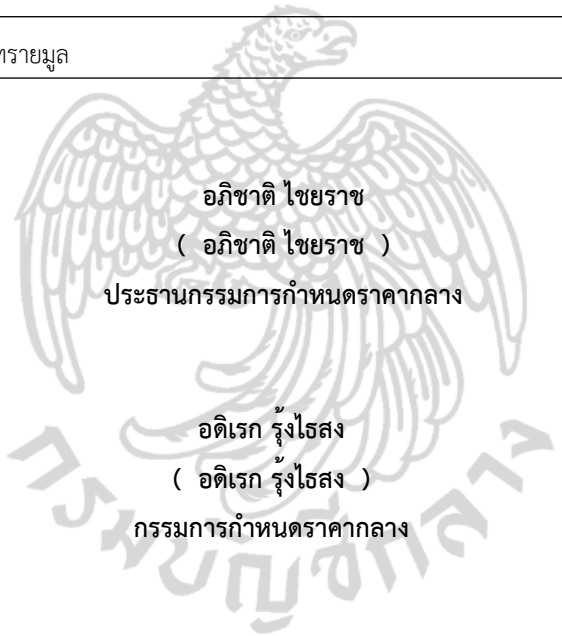 ทรายมูล
อภิชาติ ไชยราช
( อภิชาติ ไชยราช )
ประธานกรรมการกำหนดราคากลาง
อดิเรก รุ้งไธสง
( อดิเรก รุ้งไธสง )
กรรมการกำหนดราคากลาง
กรมบัญชีกลาง